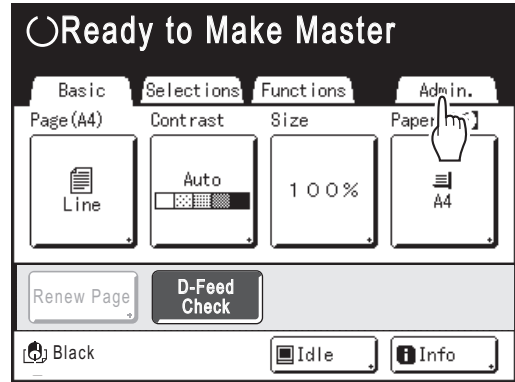 Ready to Make Master
Basic Selections Functions Admin.
Page(A4) Contrast Size Paper
Line Auto 100% A4
Renew Page D-Feed Check
Black Idle Info